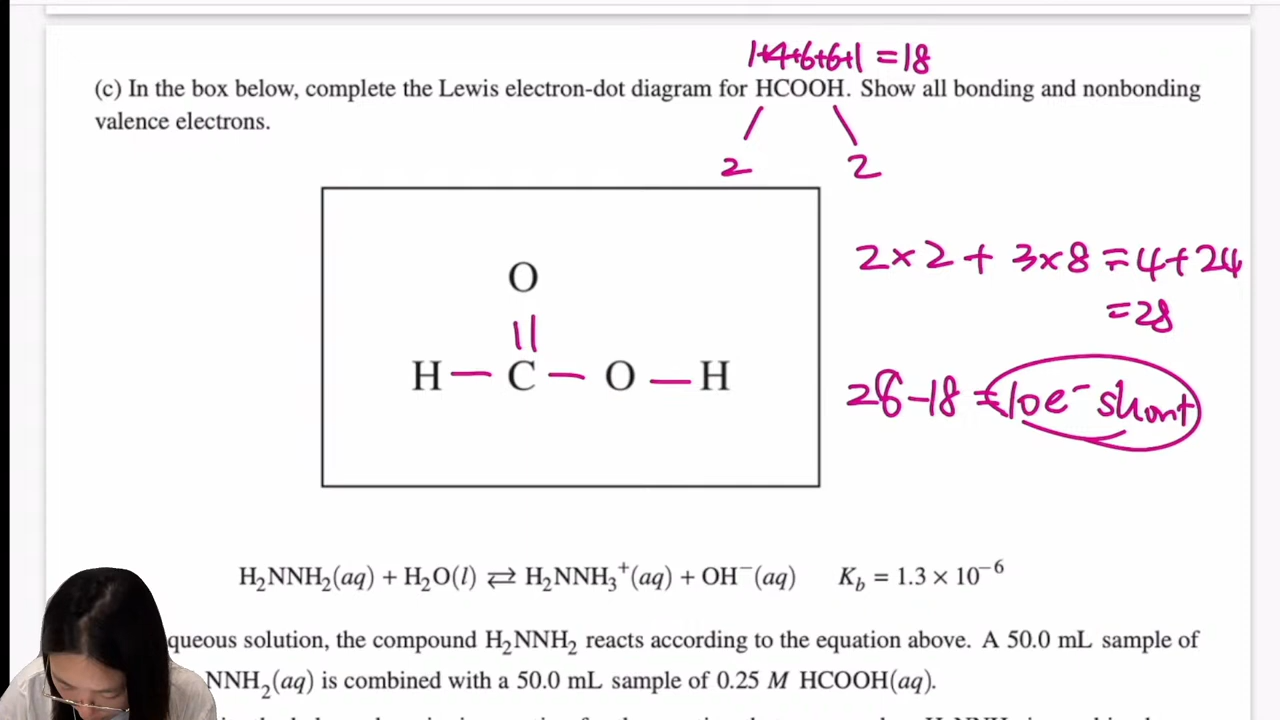 1+4+6+6+1 = 18
(c) In the box below, complete the Lewis electron-dot diagram for HCOOH. Show all bonding and nonbonding
valence electrons.
2 2
2×2 + 3×8 = 4+24
= 28
O
H — C — O — H
28-18 = 10e⁻ short
H₂NNH₂(aq) + H₂O(l) ⇄ H₂NNH₃⁺(aq) + OH⁻(aq) K_b = 1.3 × 10⁻⁶
queous solution, the compound H₂NNH₂ reacts according to the equation above. A 50.0 mL sample of
NNH₂(aq) is combined with a 50.0 mL sample of 0.25 M HCOOH(aq).